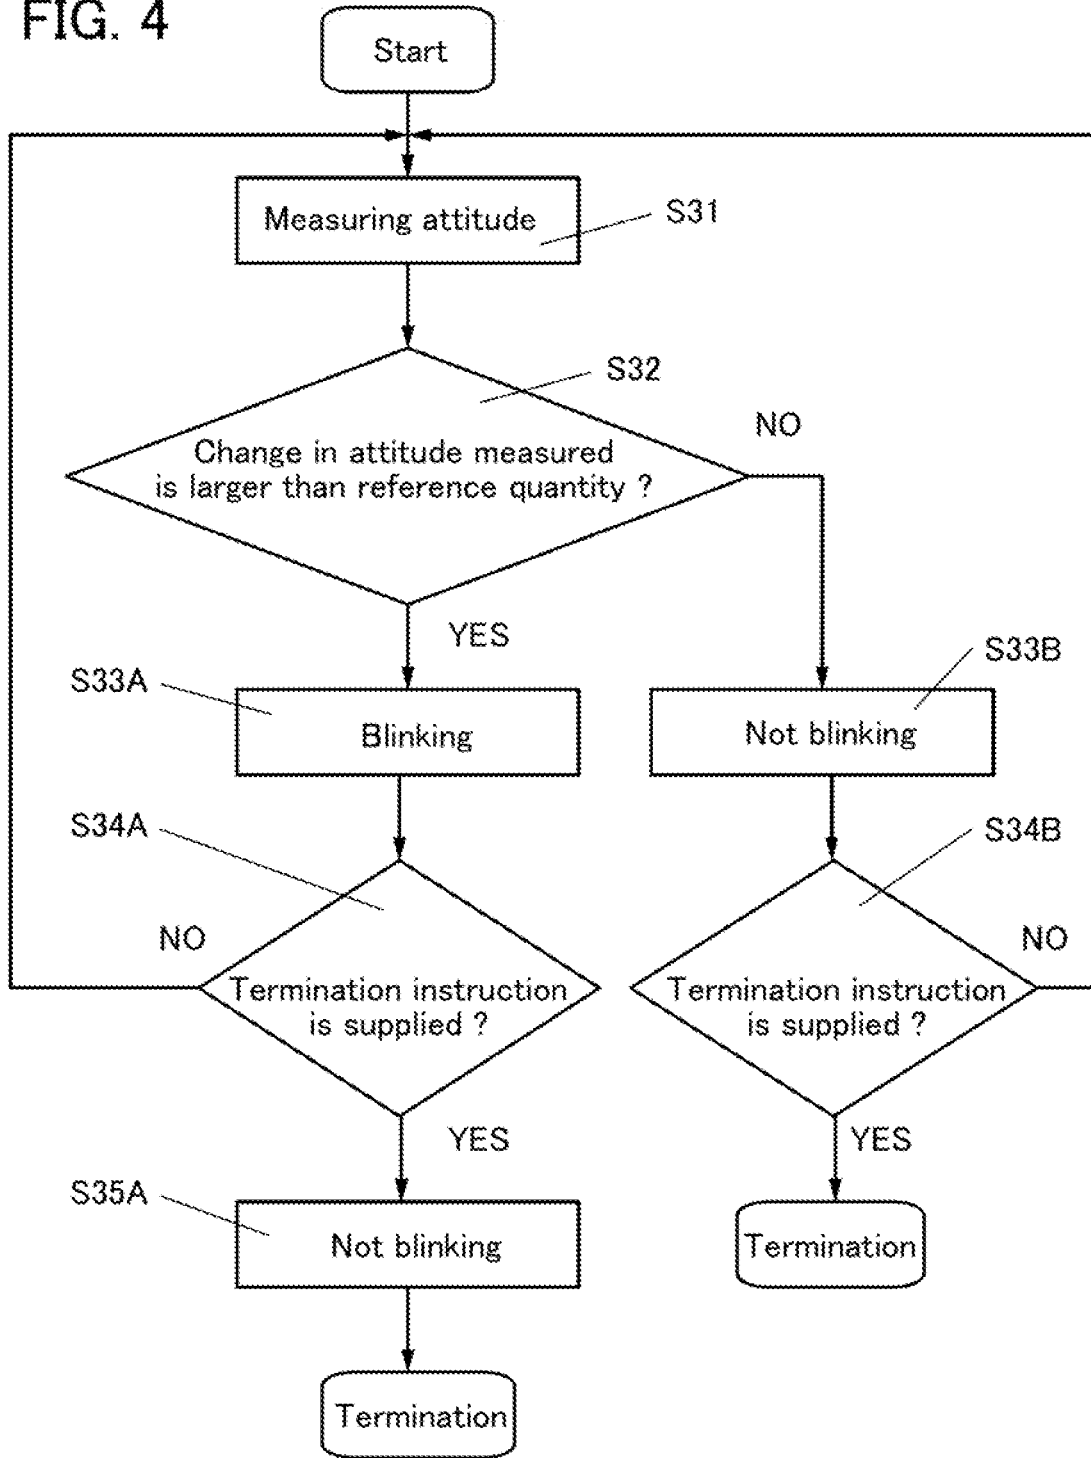 FIG. 4
Start
Measuring attitude
S31
S32
Change in attitude measured
is larger than reference quantity ?
NO
YES
S33A
Blinking
S33B
Not blinking
S34A
NO
Termination instruction
is supplied ?
S34B
NO
Termination instruction
is supplied ?
YES
YES
S35A
Not blinking
Termination
Termination